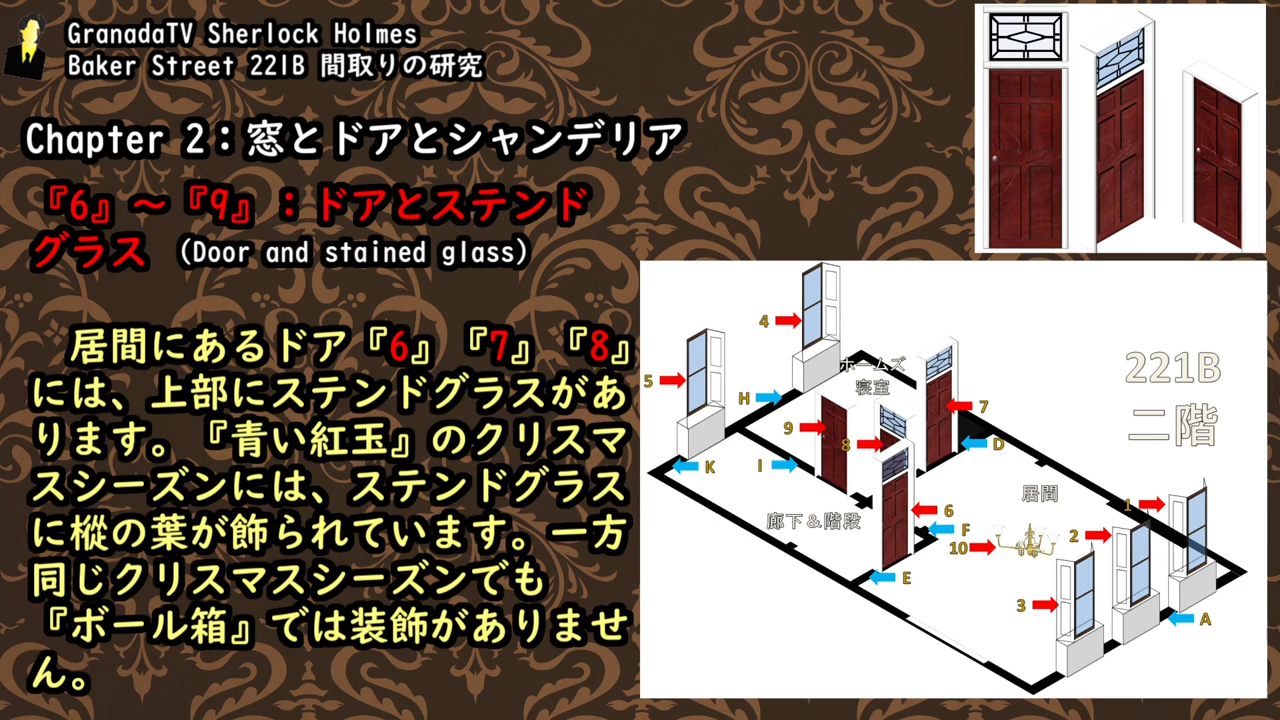 GranadaTV Sherlock Holmes
Baker Street 221B 間取りの研究
Chapter 2：窓とドアとシャンデリア
『6』～『9』：ドアとステンド
グラス （Door and stained glass）
居間にあるドア『6』『7』『8』
には、上部にステンドグラスがあ
ります。『青い紅玉』のクリスマ
スシーズンには、ステンドグラス
に樅の葉が飾られています。一方
同じクリスマスシーズンでも
『ボール箱』では装飾がありませ
ん。
221B
二階
ホームズ
寝室
居間
廊下＆階段
4
5
H
7
9
8
D
K
I
1
6
2
F
10
E
3
A